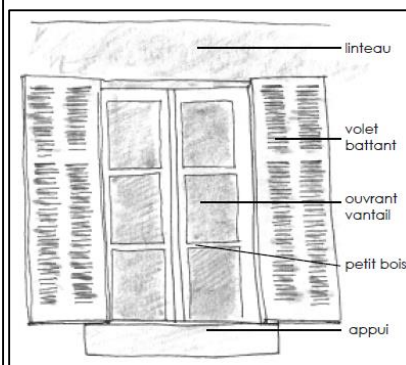 linteau
volet
battant
ouvrant
vantail
petit bois
appui